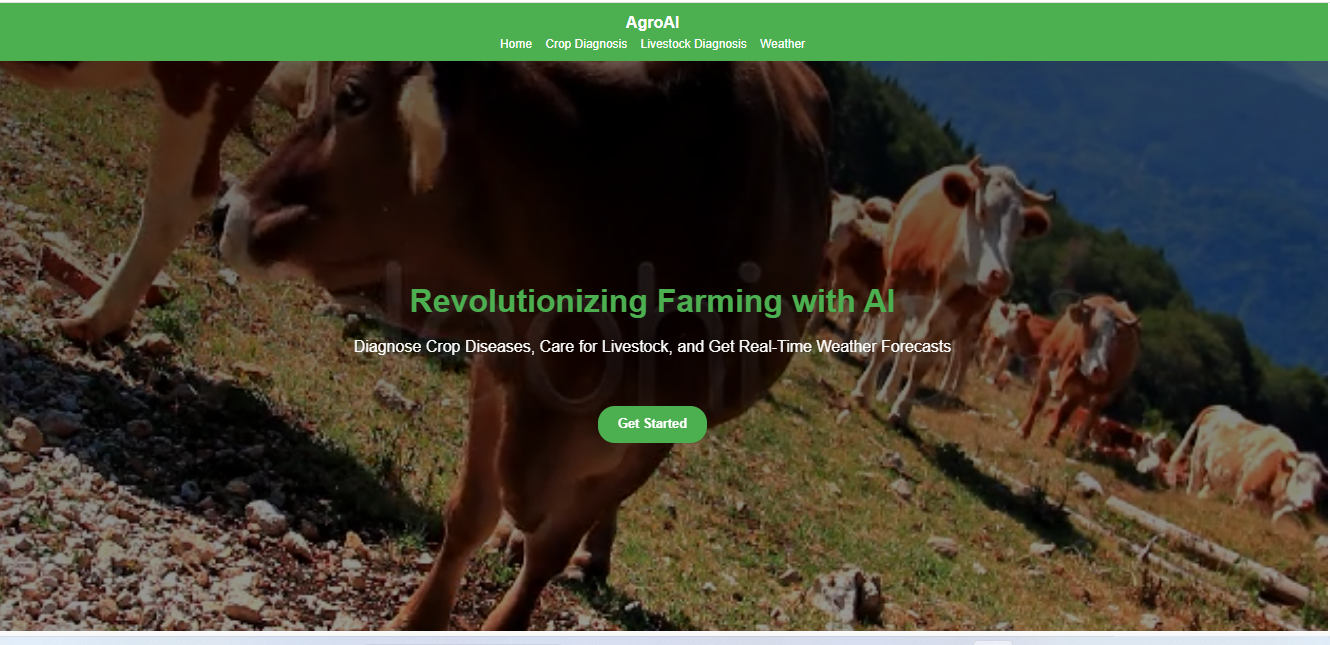 AgroAI
Home Crop Diagnosis Livestock Diagnosis Weather
Revolutionizing Farming with AI
Diagnose Crop Diseases, Care for Livestock, and Get Real-Time Weather Forecasts
Get Started